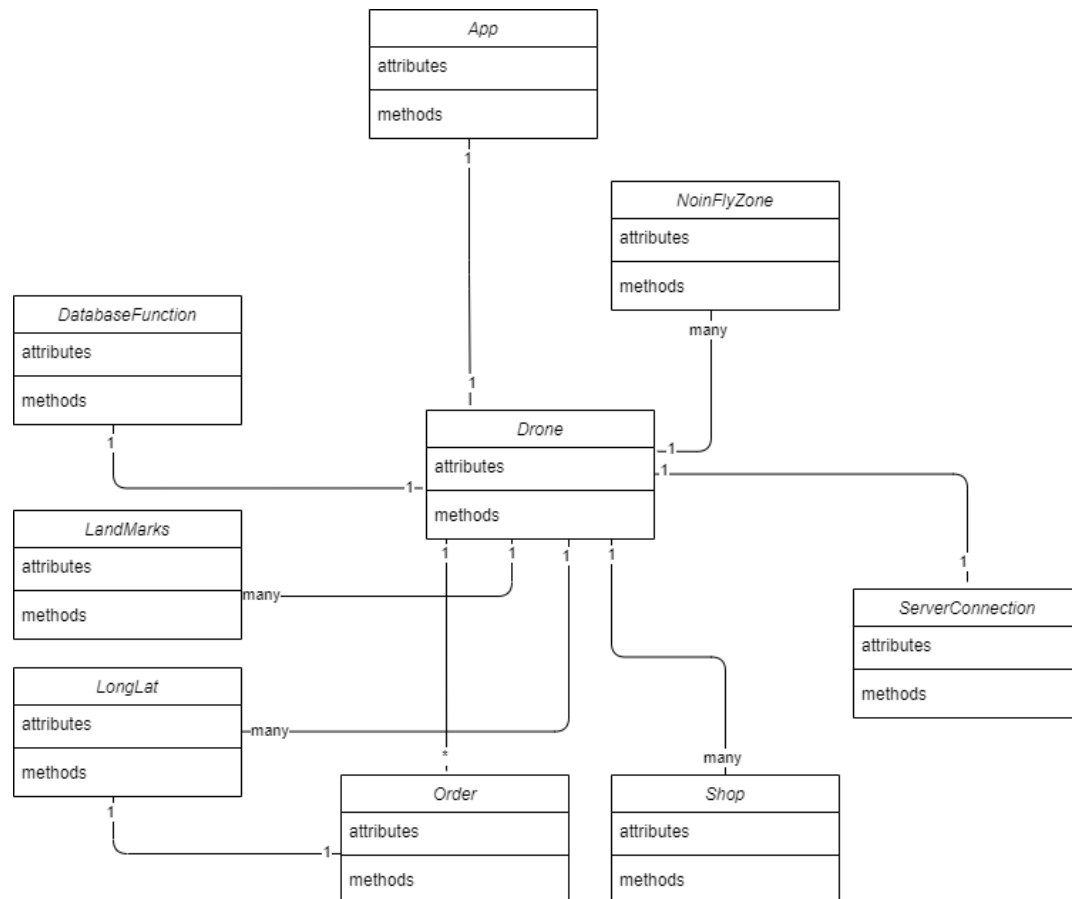 App
attributes
methods
1
NoinFlyZone
attributes
methods
many
DatabaseFunction
attributes
methods
1
1
Drone
attributes
methods
1
1
1
LandMarks
attributes
methods
many
1
1
1
1
1
ServerConnection
attributes
methods
LongLat
attributes
methods
many
1
*
many
Order
attributes
methods
1
Shop
attributes
methods